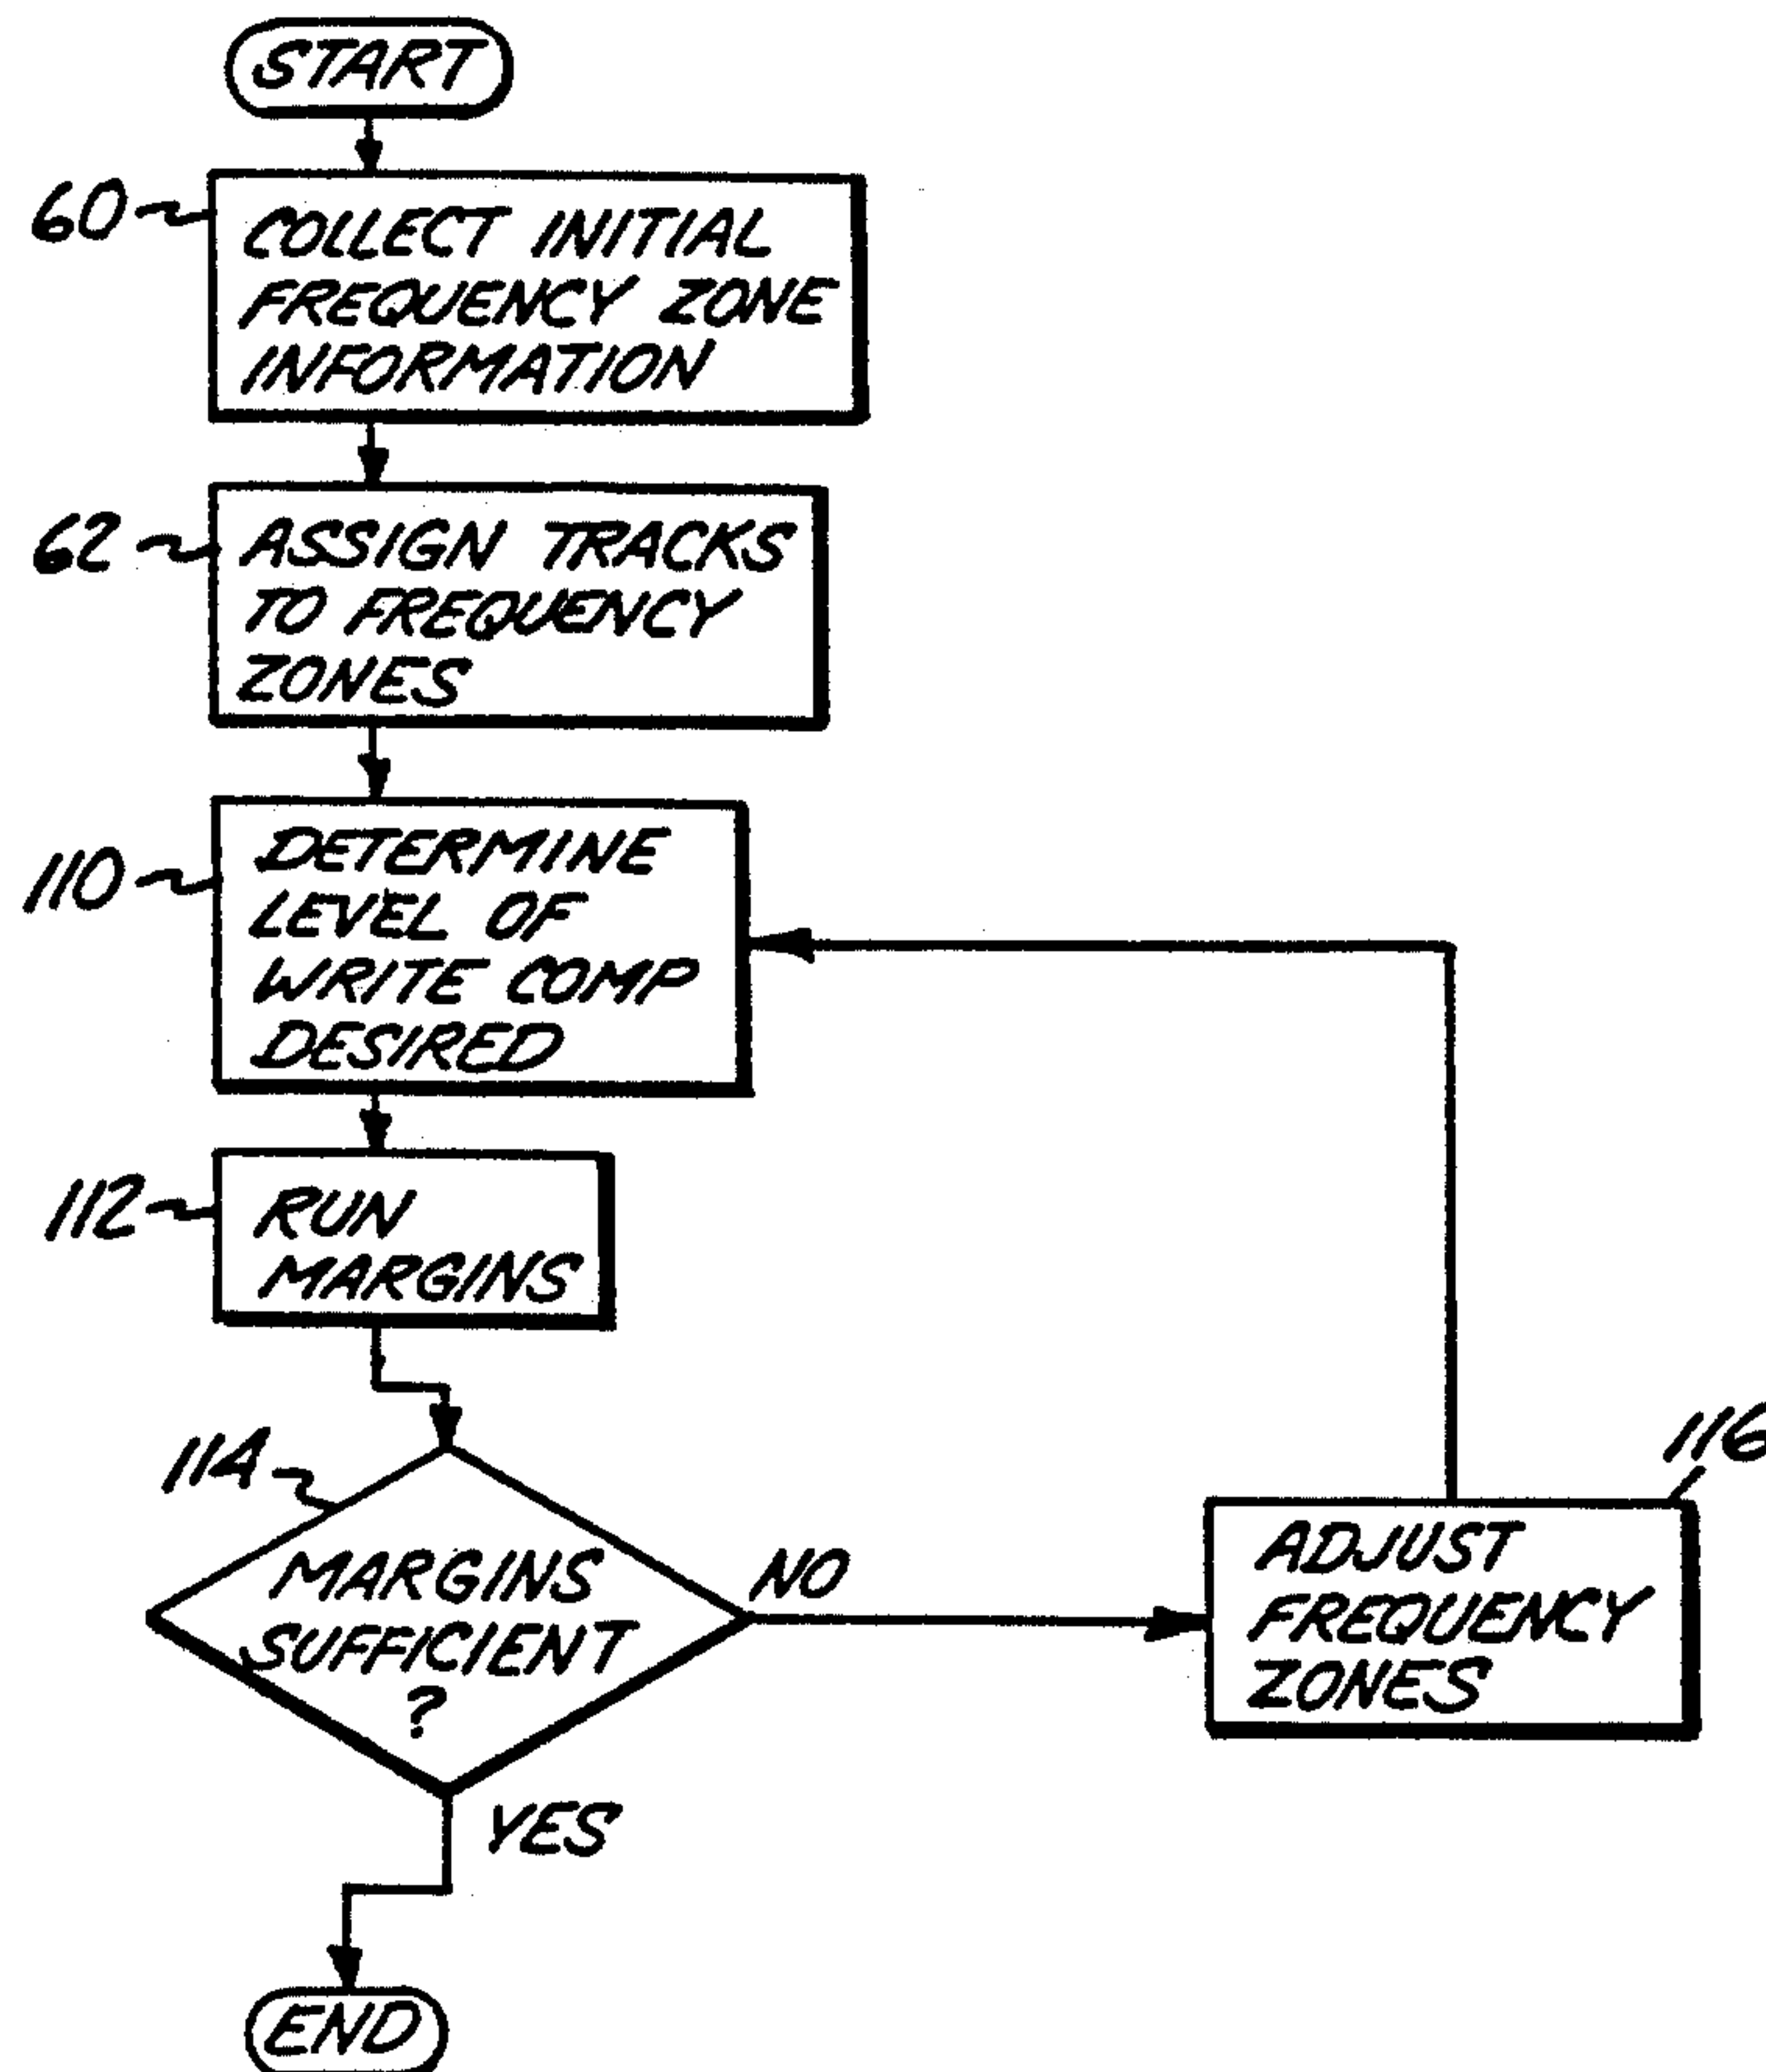 START
60
COLLECT INITIAL
FREQUENCY ZONE
INFORMATION
62
ASSIGN TRACKS
TO FREQUENCY
ZONES
110
DETERMINE
LEVEL OF
WRITE COMP
DESIRED
112
RUN
MARGINS
114
MARGINS
SUFFICIENT
?
NO
116
ADJUST
FREQUENCY
ZONES
YES
END